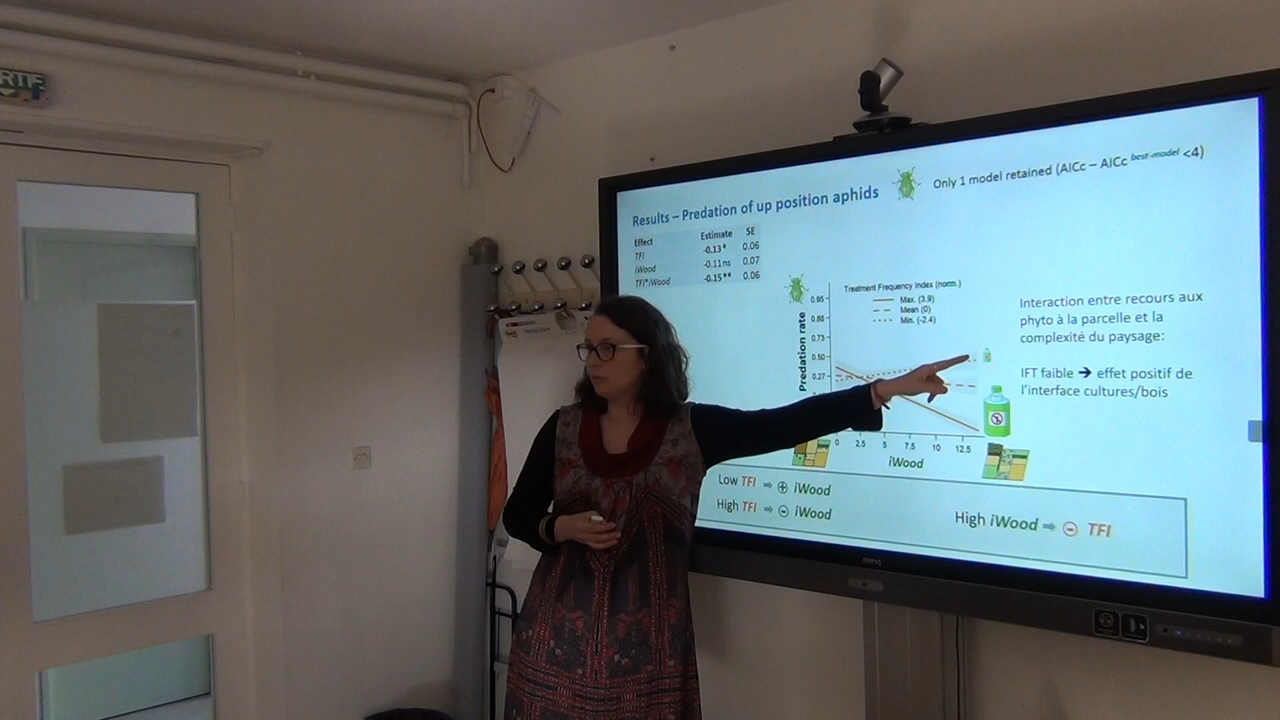 RTIE
Results – Predation of up position aphids
Only 1 model retained (AICc – AICc best-model <4)
Effect Estimate SE
TFI -0.13* 0.06
iWood -0.11ns 0.07
TFI*iWood -0.15** 0.06
Treatment Frequency Index (norm.)
Max. (3.9)
Mean (0)
Min. (-2.4)
Predation rate
0.95
0.85
0.73
0.50
0.27
0 2.5 5 7.5 10 12.5
iWood
Interaction entre recours aux
phyto à la parcelle et la
complexité du paysage:
IFT faible ➔ effet positif de
l'interface cultures/bois
Low TFI ➡ ⊕ iWood
High TFI ➡ ⊖ iWood
High iWood ➡ ⊖ TFI
BenQ